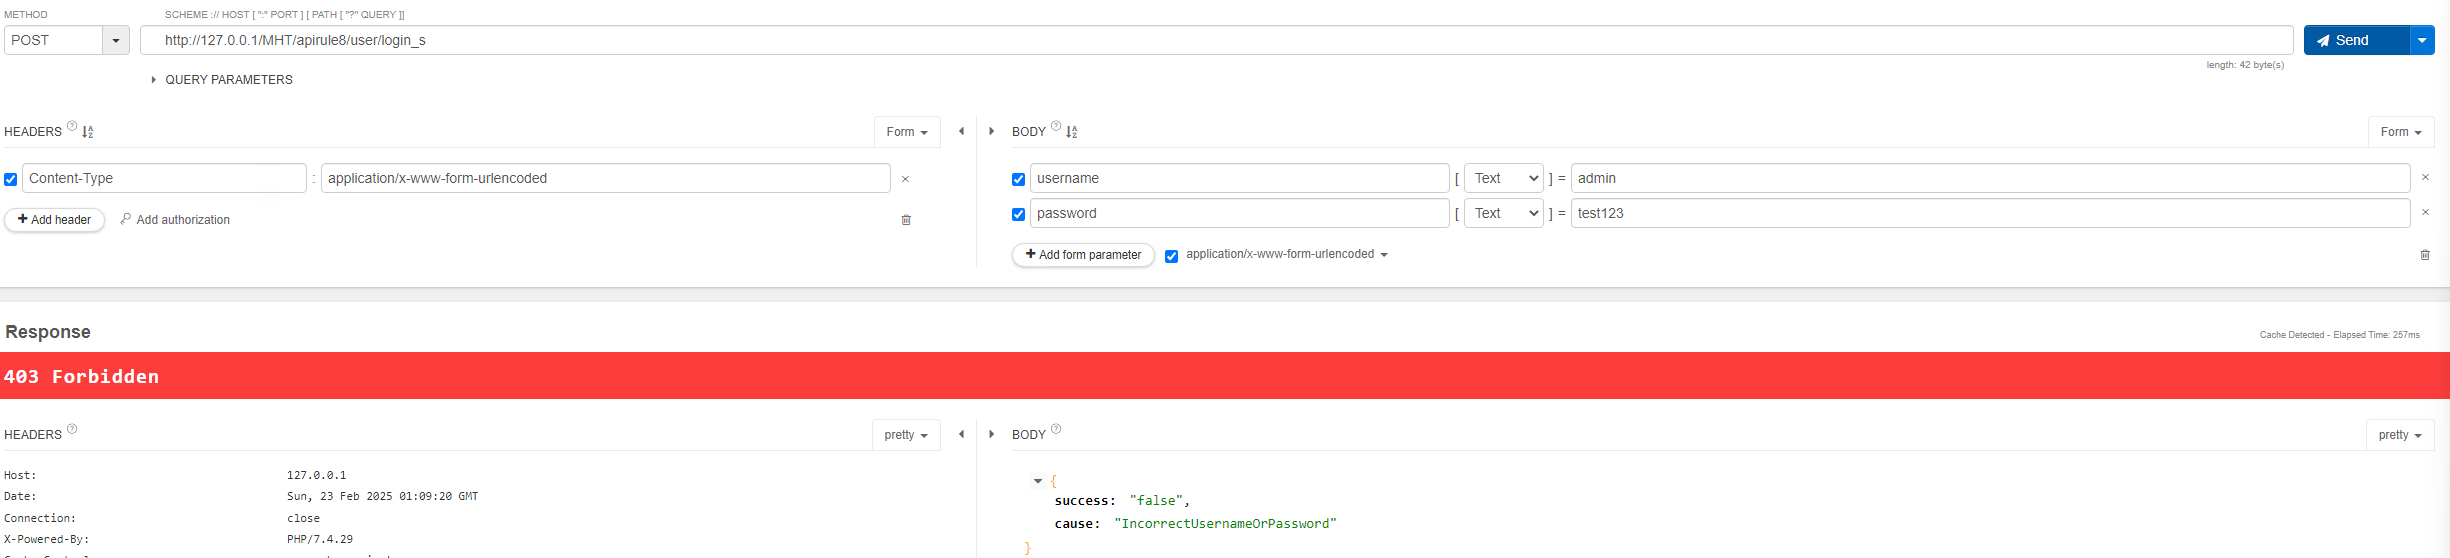 METHOD
SCHEME :// HOST [ ":" PORT ] [ PATH [ "?" QUERY ]]
POST
http://127.0.0.1/MHT/apirule8/user/login_s
Send
length: 42 byte(s)
QUERY PARAMETERS
HEADERS ? Form
BODY ? Form
Content-Type : application/x-www-form-urlencoded ×
username [ Text ] = admin ×
password [ Text ] = test123 ×
+ Add header Add authorization
+ Add form parameter application/x-www-form-urlencoded
Response
Cache Detected - Elapsed Time: 257ms
403 Forbidden
HEADERS ? pretty
BODY ? pretty
Host: 127.0.0.1
Date: Sun, 23 Feb 2025 01:09:20 GMT
Connection: close
X-Powered-By: PHP/7.4.29
{
success: "false",
cause: "IncorrectUsernameOrPassword"
}